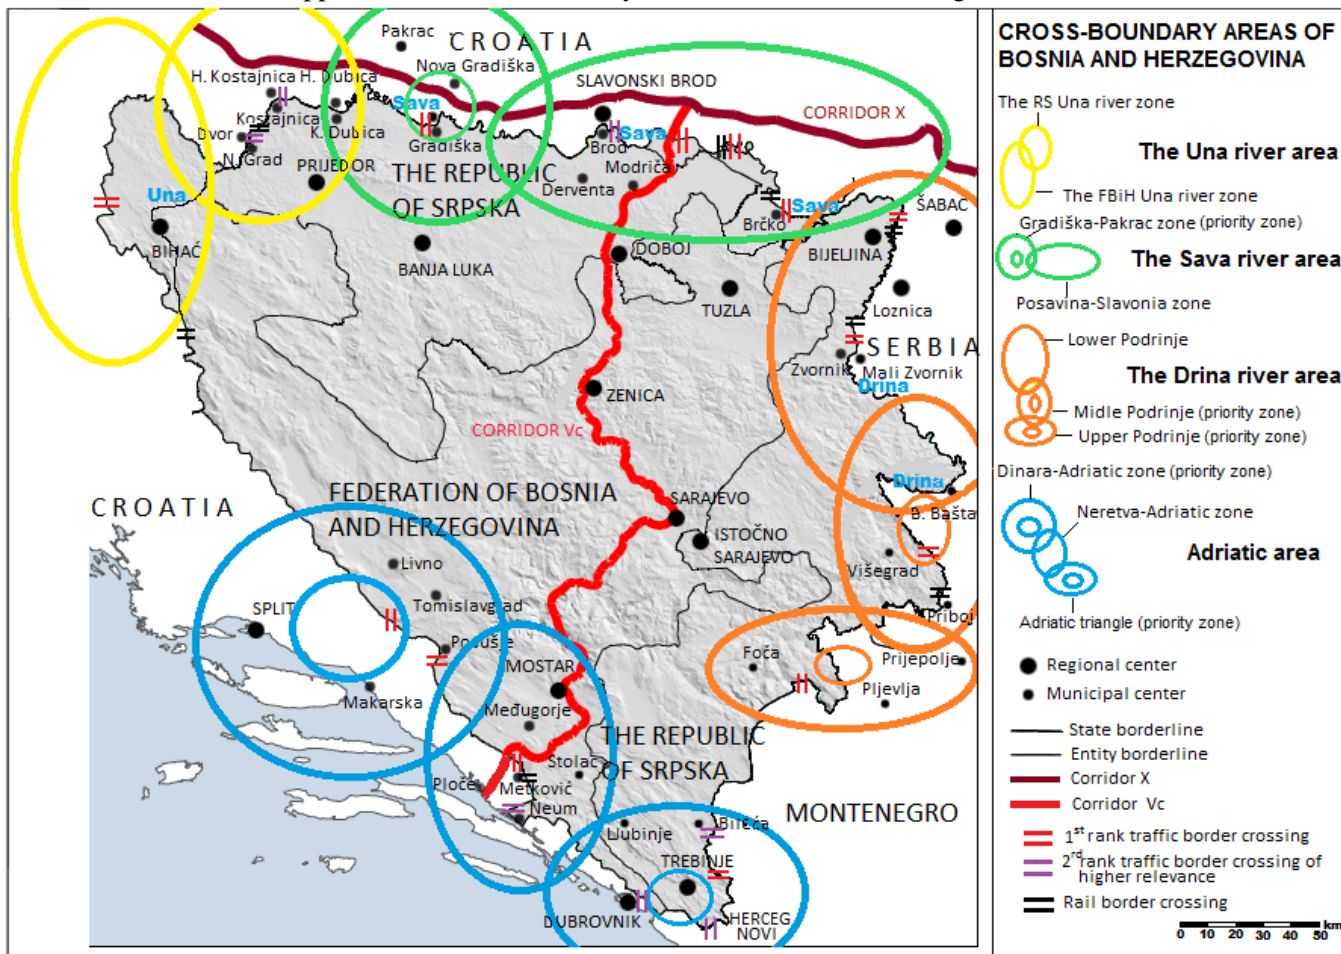 Pakrac
CROATIA
Nova Gradiška
H. Kostajnica H. Dubica
SLAVONSKI BROD
Sava
CORRIDOR X
Kostajnica
K. Dubica
Dvor
N. Grad
Gradiška
Brod
Sava
Modriča
PRIJEDOR
THE REPUBLIC
OF SRPSKA
Derventa
Una
Sava
Brčko
ŠABAC
BIHAĆ
BANJA LUKA
DOBOJ
BIJELJINA
TUZLA
Loznica
SERBIA
Zvornik
Mali Zvornik
Drina
ZENICA
CORRIDOR Vc
Drina
FEDERATION OF BOSNIA
AND HERZEGOVINA
SARAJEVO
CROATIA
B. Bašta
ISTOČNO
SARAJEVO
Višegrad
Livno
Tomislavgrad
SPLIT
Priboj
Posušje
MOSTAR
Foča
Prijepolje
Makarska
Pljevlja
Međugorje
THE REPUBLIC
OF SRPSKA
Stolac
Ploče
Metković
Neum
MONTENEGRO
Ljubinje
Bileća
TREBINJE
DUBROVNIK
HERCEG
NOVI
CROSS-BOUNDARY AREAS OF
BOSNIA AND HERZEGOVINA
The RS Una river zone
The Una river area
The FBiH Una river zone
Gradiška-Pakrac zone (priority zone)
The Sava river area
Posavina-Slavonia zone
Lower Podrinje
The Drina river area
Midle Podrinje (priority zone)
Upper Podrinje (priority zone)
Dinara-Adriatic zone (priority zone)
Neretva-Adriatic zone
Adriatic area
Adriatic triangle (priority zone)
Regional center
Municipal center
State borderline
Entity borderline
Corridor X
Corridor Vc
1st rank traffic border crossing
2rd rank traffic border crossing of
higher relevance
Rail border crossing
0 10 20 30 40 50 km